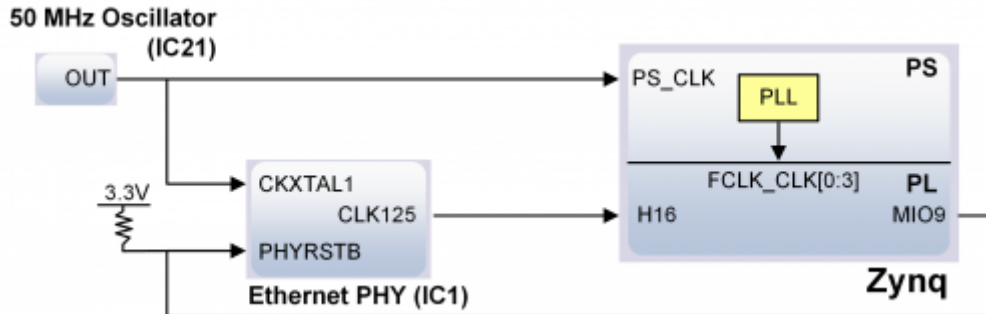 50 MHz Oscillator
(IC21)
OUT
PS_CLK
PS
PLL
3.3V
CKXTAL1
CLK125
PHYRSTB
FCLK_CLK[0:3]
PL
H16
MIO9
Ethernet PHY (IC1)
Zynq